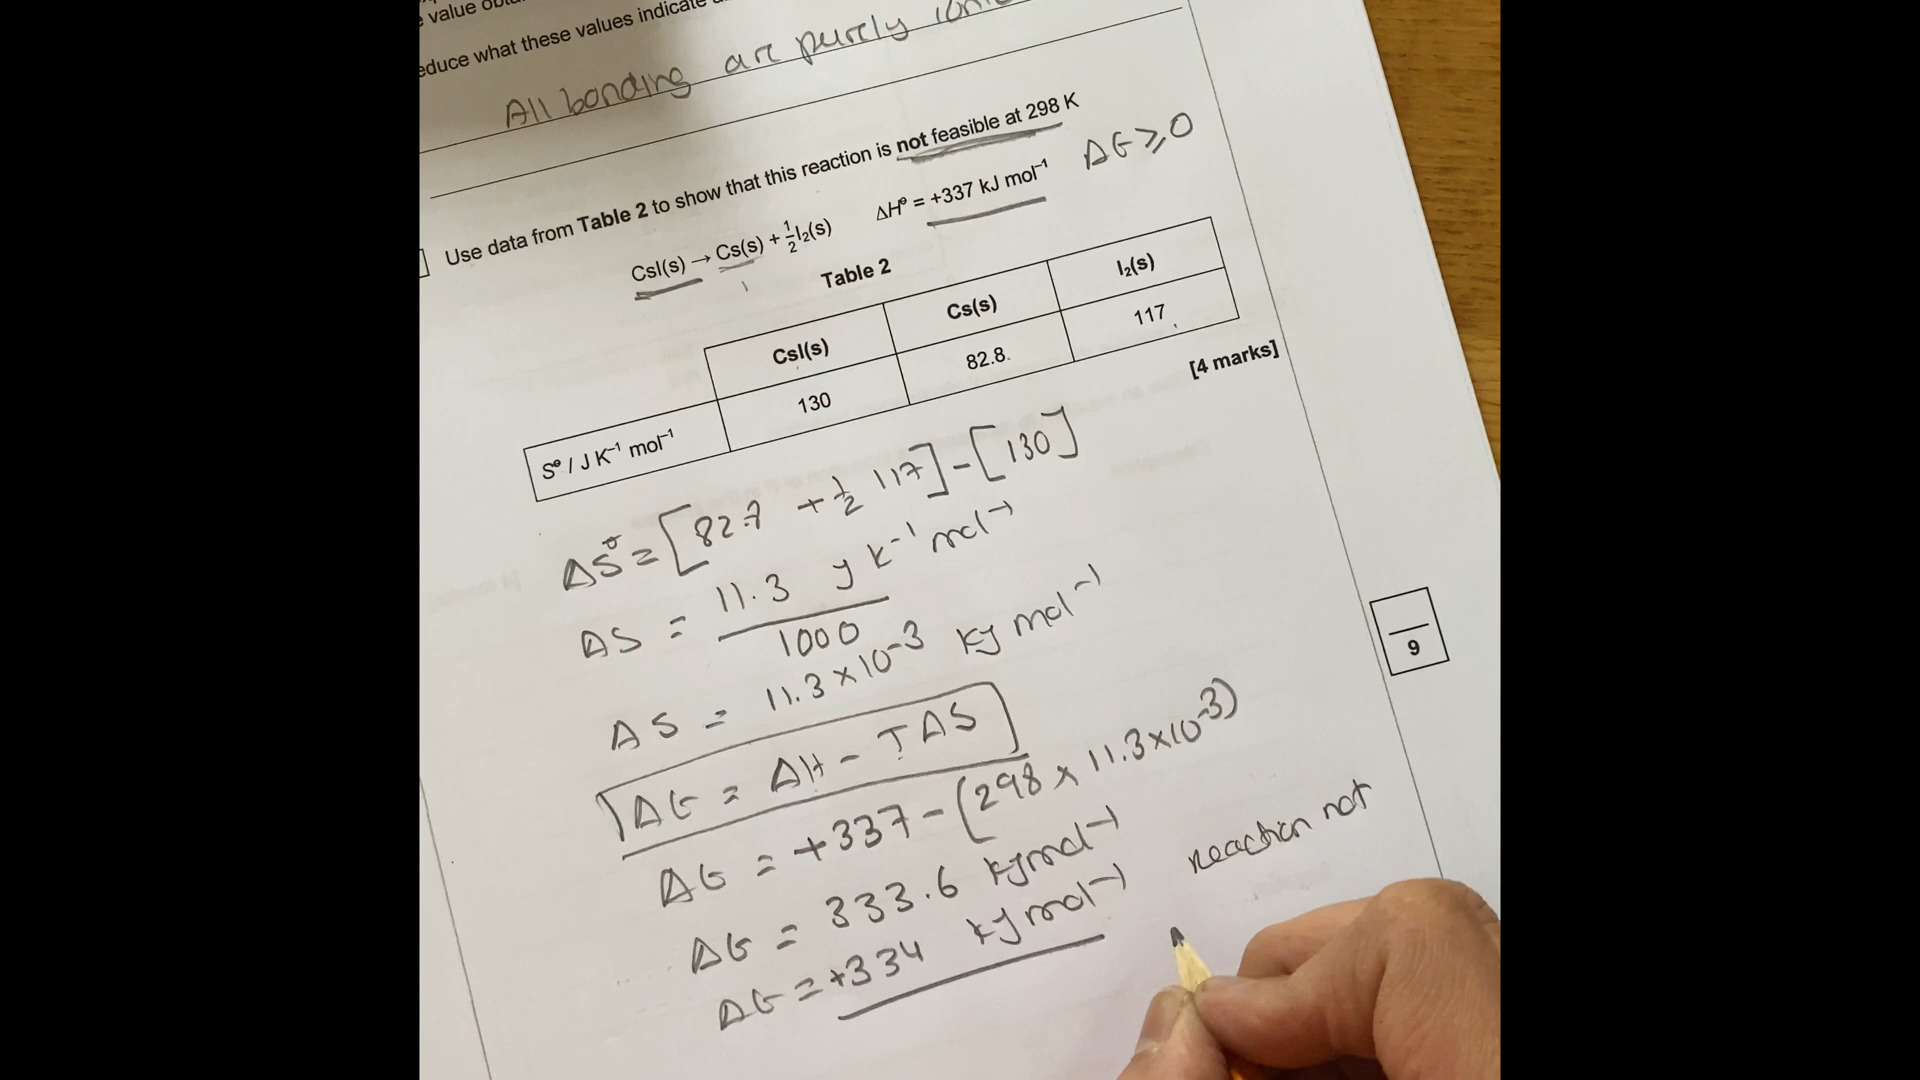 value
educe what these values indicate
All bonding are purely ionic
Use data from Table 2 to show that this reaction is not feasible at 298 K
CsI(s) → Cs(s) + ½I₂(s) ΔH⦵ = +337 kJ mol⁻¹ ΔG ⩾ 0
Table 2
CsI(s) Cs(s) I₂(s)
S⦵ / J K⁻¹ mol⁻¹ 130 82.8 117
[4 marks]
ΔS⦵ = [82.7 + ½ 117] - [130]
ΔS = 11.3 J K⁻¹ mol⁻¹
1000
ΔS = 11.3 × 10⁻³ kJ mol⁻¹
ΔG = ΔH - TΔS
ΔG = +337 - (298 × 11.3×10⁻³)
ΔG = 333.6 kJ mol⁻¹
ΔG = +334 kJ mol⁻¹ reaction not
9